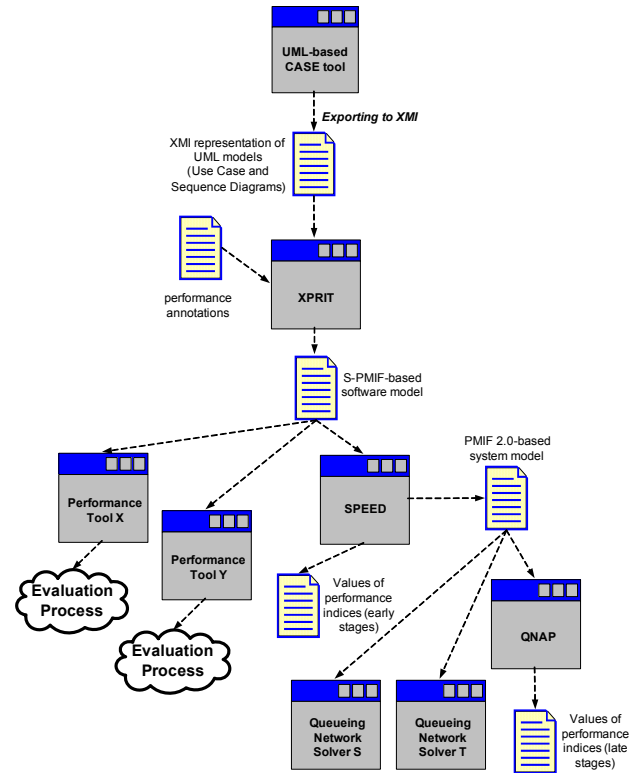 UML-based
CASE tool
Exporting to XMI
XMI representation of
UML models
(Use Case and
Sequence Diagrams)
performance
annotations
XPRIT
S-PMIF-based
software model
PMIF 2.0-based
system model
Performance
Tool X
Performance
Tool Y
SPEED
Evaluation
Process
Evaluation
Process
Values of
performance
indices (early
stages)
QNAP
Queueing
Network
Solver S
Queueing
Network
Solver T
Values of
performance
indices (late
stages)